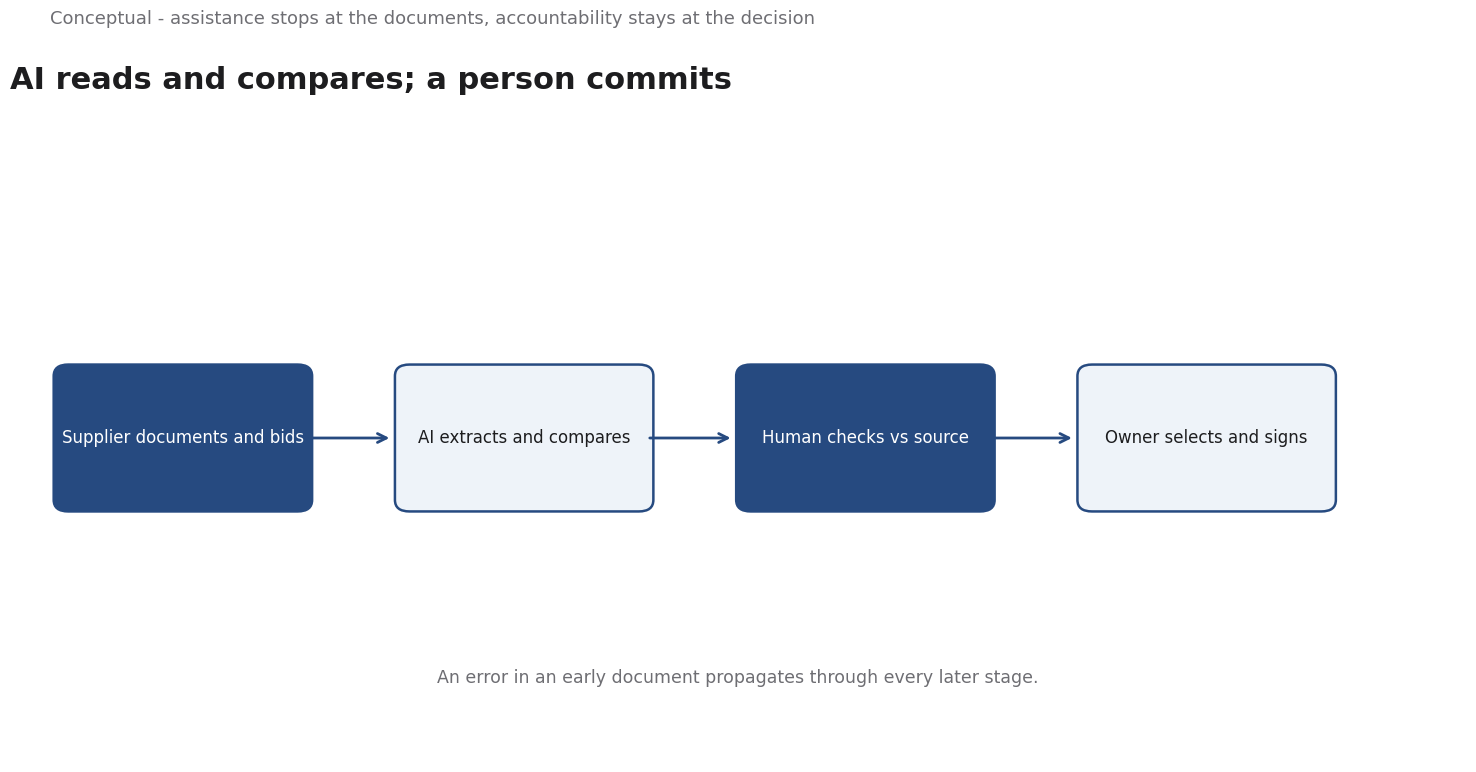 Conceptual - assistance stops at the documents, accountability stays at the decision
AI reads and compares; a person commits
Supplier documents and bids
AI extracts and compares
Human checks vs source
Owner selects and signs
An error in an early document propagates through every later stage.